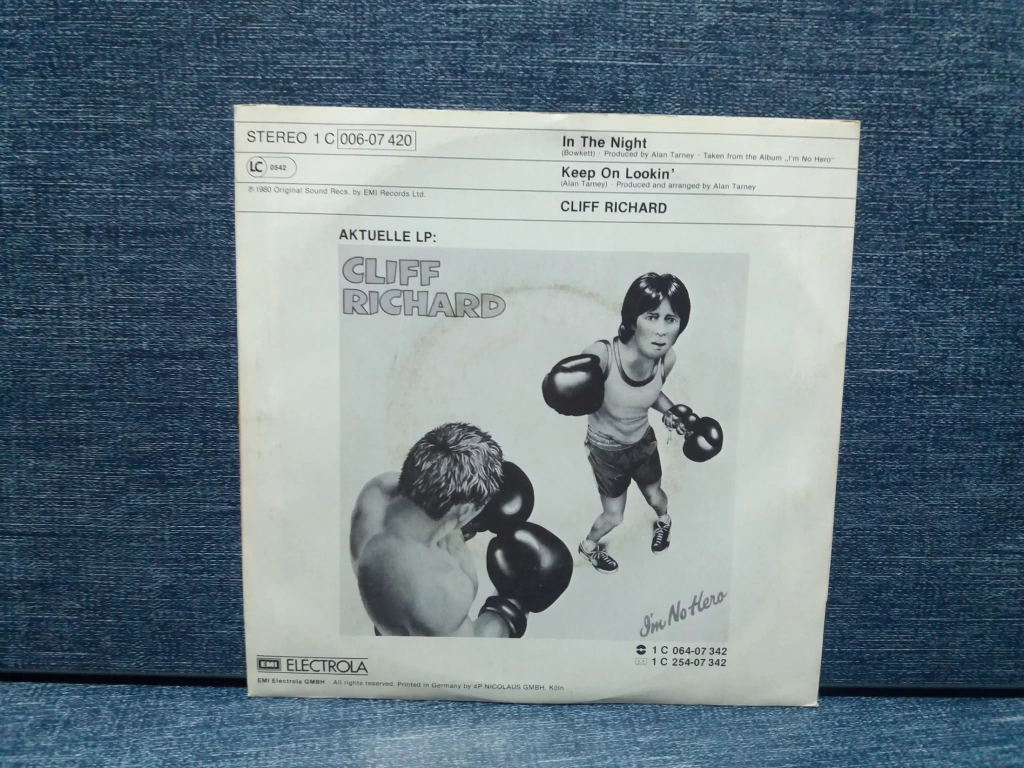 STEREO 1 C 006-07 420
LC 0542
℗ 1980 Original Sound Recs. by EMI Records Ltd.
In The Night
(Bowkett) · Produced by Alan Tarney · Taken from the Album „I'm No Hero"
Keep On Lookin'
(Alan Tarney) · Produced and arranged by Alan Tarney
CLIFF RICHARD
AKTUELLE LP:
CLIFF
RICHARD
I'm No Hero
1 C 064-07 342
1 C 254-07 342
EMI ELECTROLA
EMI Electrola GMBH. All rights reserved. Printed in Germany by 4P NICOLAUS GMBH, Köln